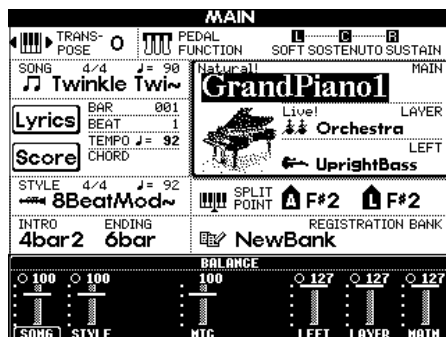 MAIN
TRANS-
POSE 0
PEDAL
FUNCTION
L C R
SOFT SOSTENUTO SUSTAIN
SONG 4/4 ♩= 90
Twinkle Twi~
Lyrics
Score
BAR 001
BEAT 1
TEMPO ♩= 92
CHORD
STYLE 4/4 ♩= 92
8BeatMod~
INTRO ENDING
4bar2 6bar
Natural! MAIN
GrandPiano1
Live! LAYER
Orchestra
LEFT
UprightBass
SPLIT
POINT A F#2 L F#2
REGISTRATION BANK
NewBank
BALANCE
100 100 100 127 127 127
SONG STYLE MIC LEFT LAYER MAIN